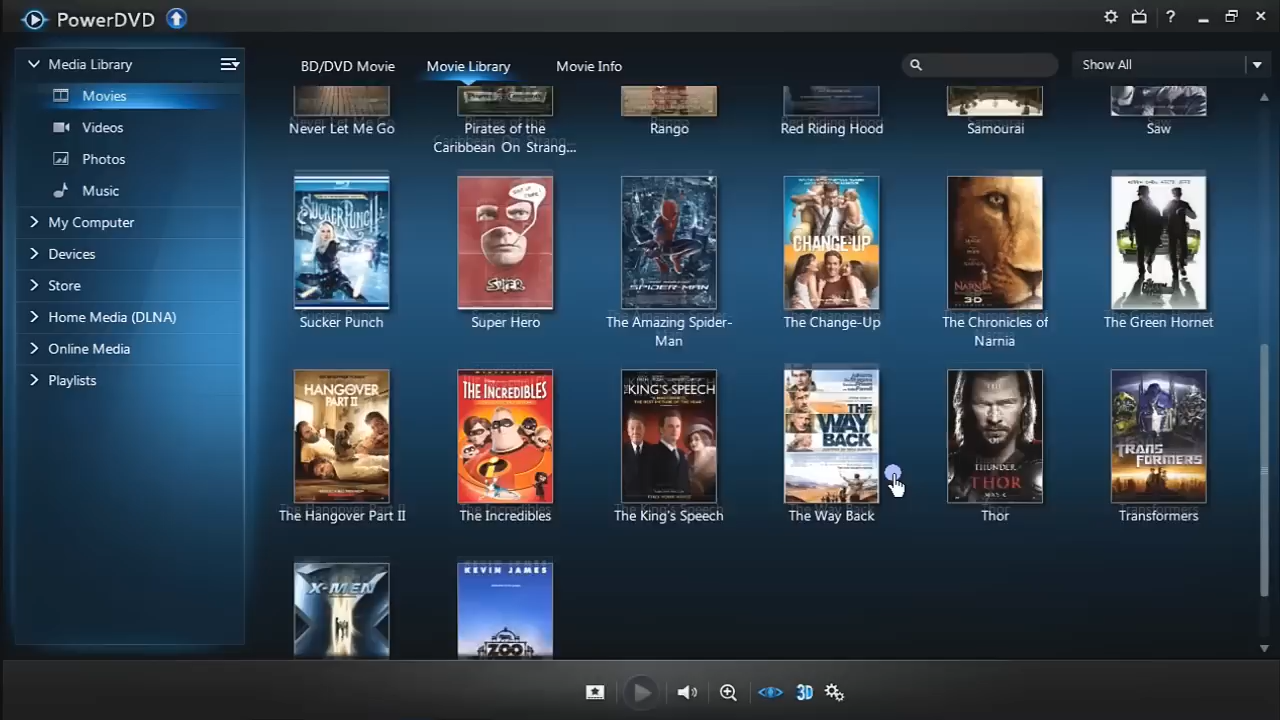 PowerDVD
?
Media Library
Movies
Videos
Photos
Music
My Computer
Devices
Store
Home Media (DLNA)
Online Media
Playlists
BD/DVD Movie
Movie Library
Movie Info
Show All
Never Let Me Go
Pirates of the
Caribbean On Strang...
Rango
Red Riding Hood
Samourai
Saw
SUCKER PUNCH
SUPER
SPIDER-MAN
CHANGE-UP
NARNIA
3-D
Sucker Punch
Super Hero
The Amazing Spider-
Man
The Change-Up
The Chronicles of
Narnia
The Green Hornet
HANGOVER
PART II
THE INCREDIBLES
THE KING'S SPEECH
THE
WAY
BACK
THUNDER
THOR
TRANSFORMERS
The Hangover Part II
The Incredibles
The King's Speech
The Way Back
Thor
Transformers
X-MEN
KEVIN JAMES
ZOO
3D